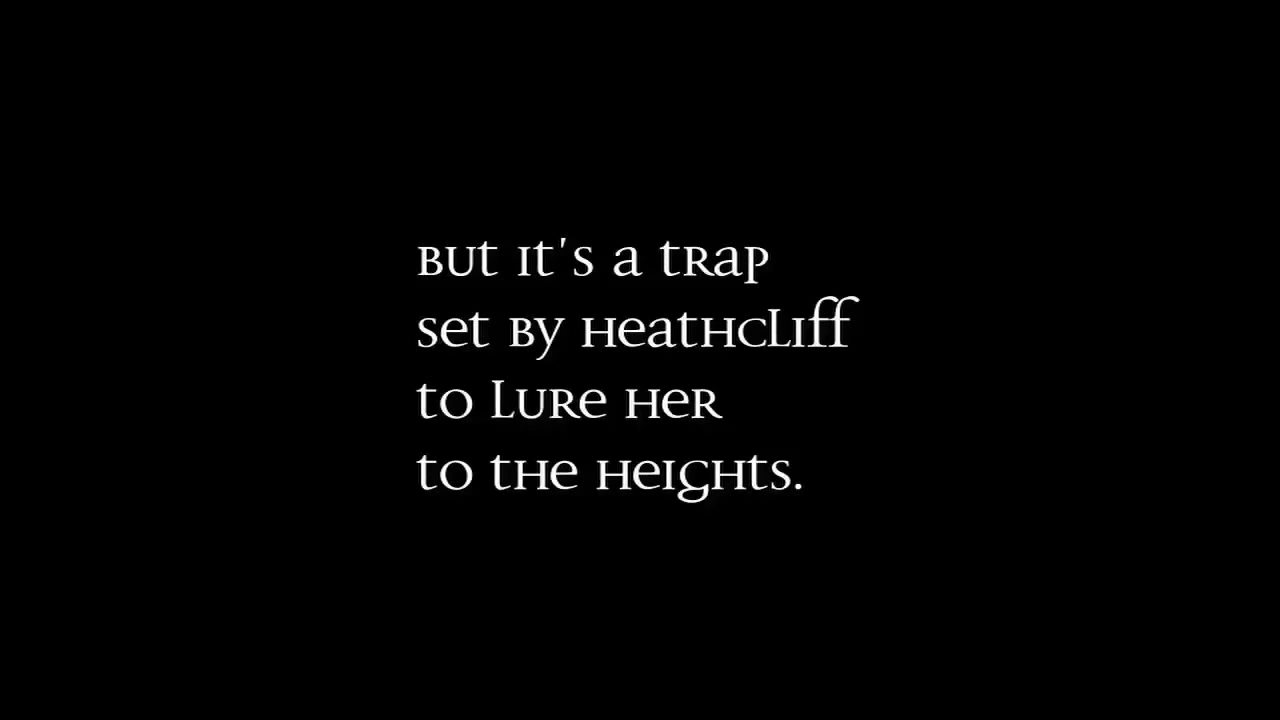 But it's a trap
set by Heathcliff
to lure her
to the Heights.